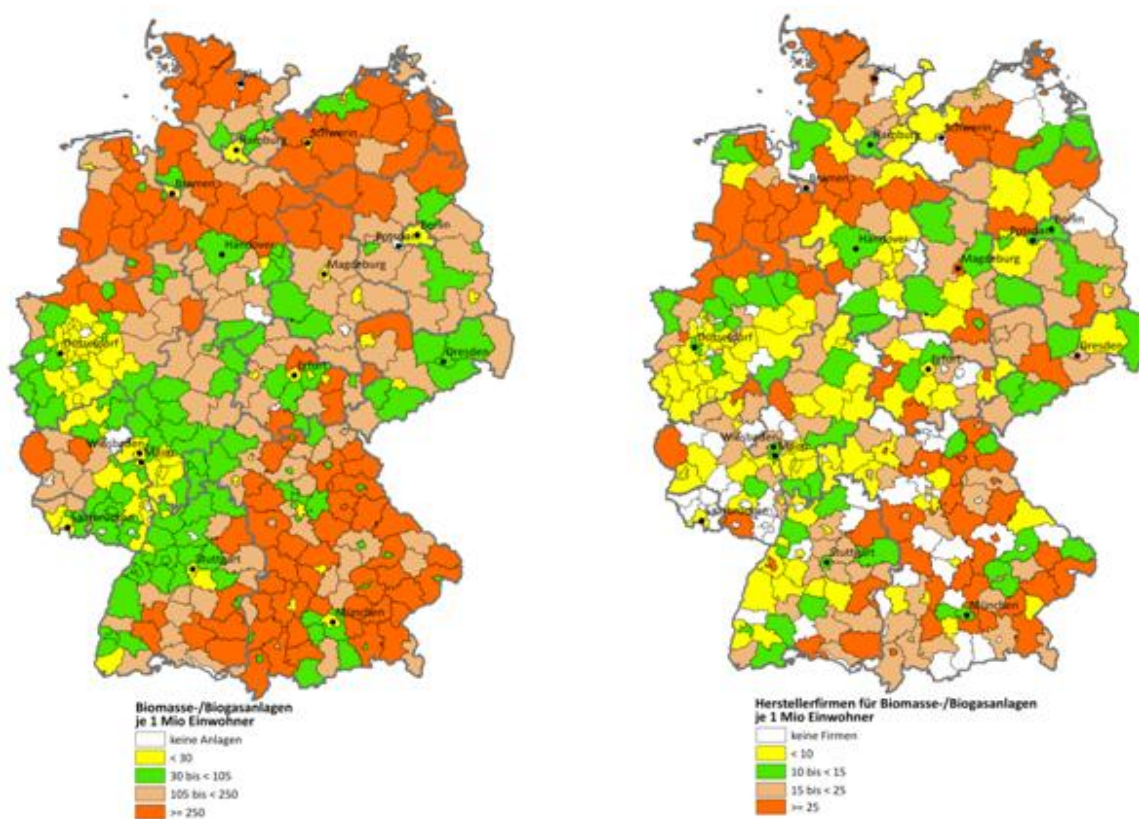 Kiel
Schwerin
Hamburg
Bremen
Berlin
Potsdam
Hannover
Magdeburg
Düsseldorf
Erfurt
Dresden
Wiesbaden
Mainz
Saarbrücken
Stuttgart
München
Biomasse-/Biogasanlagen
je 1 Mio Einwohner
keine Anlagen
< 30
30 bis < 105
105 bis < 250
>= 250
Kiel
Schwerin
Hamburg
Bremen
Berlin
Potsdam
Hannover
Magdeburg
Düsseldorf
Erfurt
Dresden
Wiesbaden
Mainz
Saarbrücken
Stuttgart
München
Herstellerfirmen für Biomasse-/Biogasanlagen
je 1 Mio Einwohner
keine Firmen
< 10
10 bis < 15
15 bis < 25
>= 25